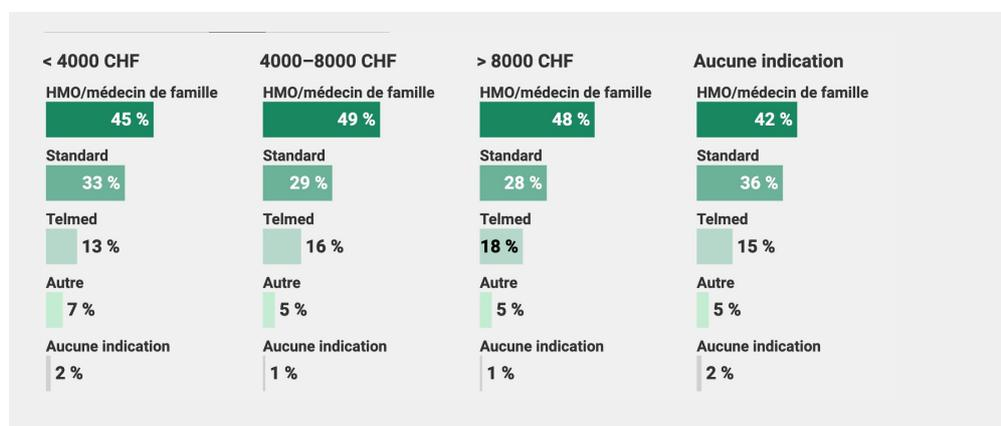 < 4000 CHF
HMO/médecin de famille
45 %
Standard
33 %
Telmed
13 %
Autre
7 %
Aucune indication
2 %
4000–8000 CHF
HMO/médecin de famille
49 %
Standard
29 %
Telmed
16 %
Autre
5 %
Aucune indication
1 %
> 8000 CHF
HMO/médecin de famille
48 %
Standard
28 %
Telmed
18 %
Autre
5 %
Aucune indication
1 %
Aucune indication
HMO/médecin de famille
42 %
Standard
36 %
Telmed
15 %
Autre
5 %
Aucune indication
2 %